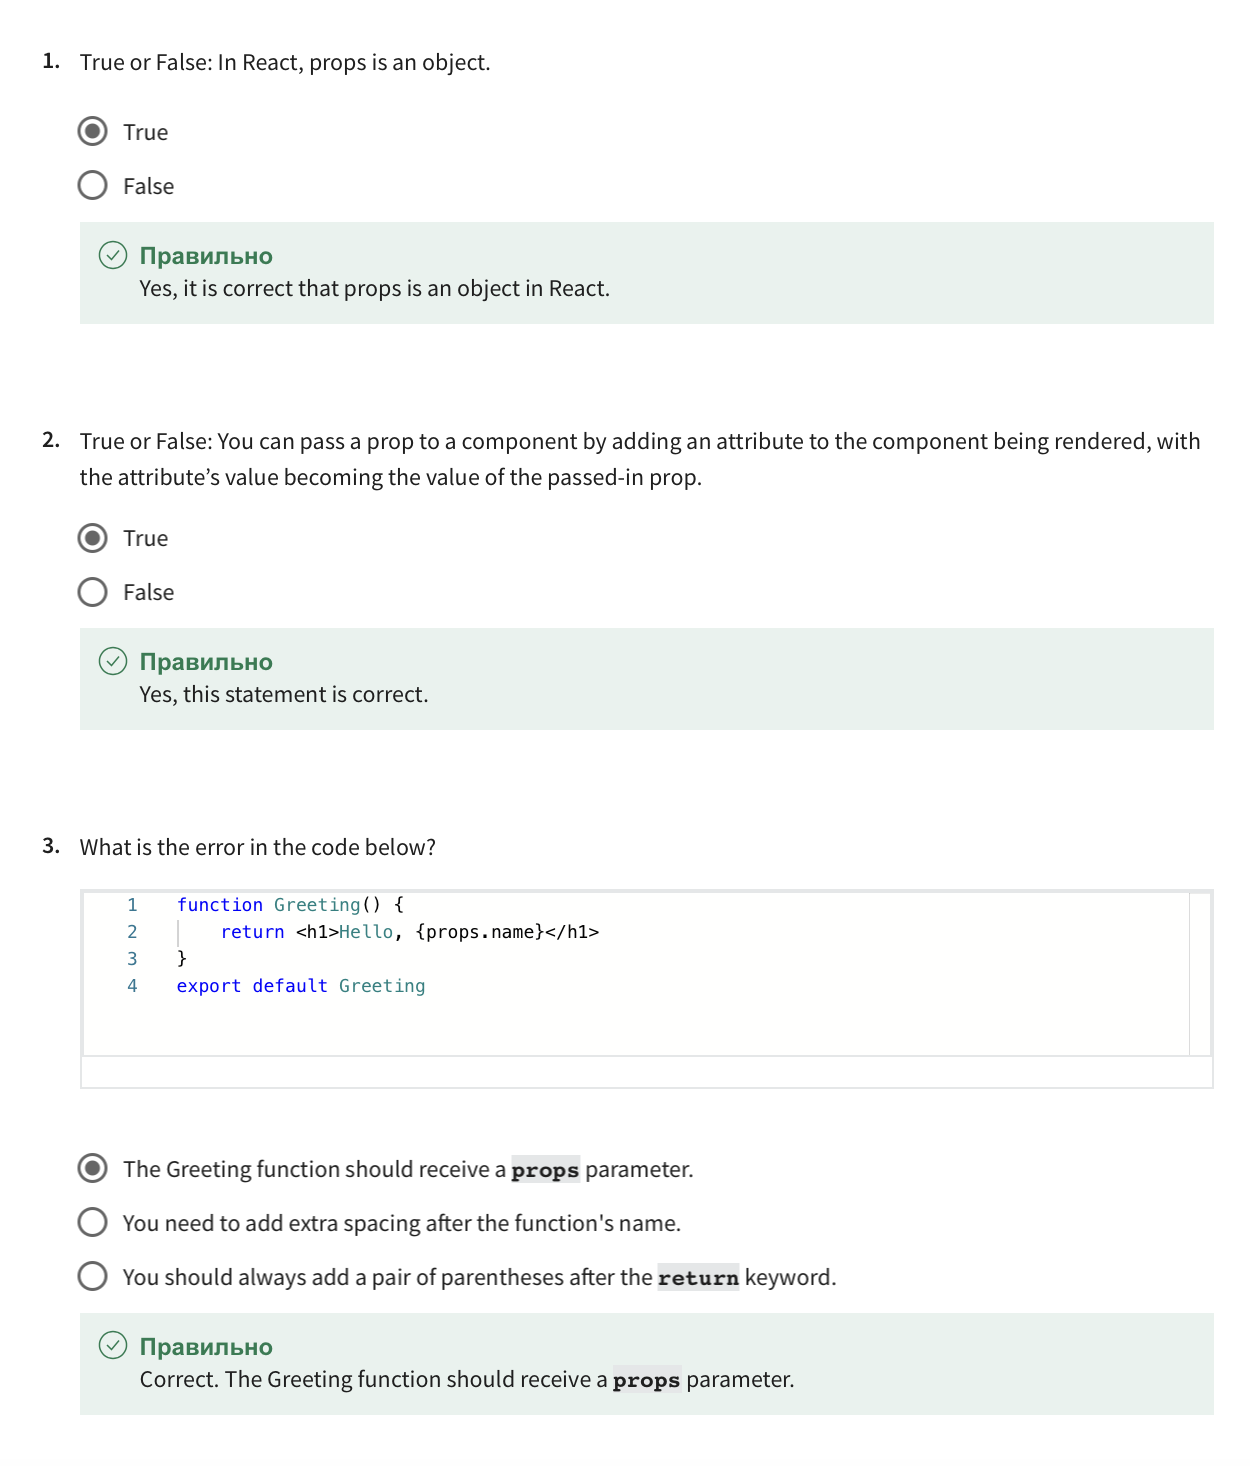 1. True or False: In React, props is an object.
True
False
Правильно
Yes, it is correct that props is an object in React.
2. True or False: You can pass a prop to a component by adding an attribute to the component being rendered, with
the attribute’s value becoming the value of the passed-in prop.
True
False
Правильно
Yes, this statement is correct.
3. What is the error in the code below?
1 function Greeting() {
2 return <h1>Hello, {props.name}</h1>
3 }
4 export default Greeting
The Greeting function should receive a props parameter.
You need to add extra spacing after the function's name.
You should always add a pair of parentheses after the return keyword.
Правильно
Correct. The Greeting function should receive a props parameter.